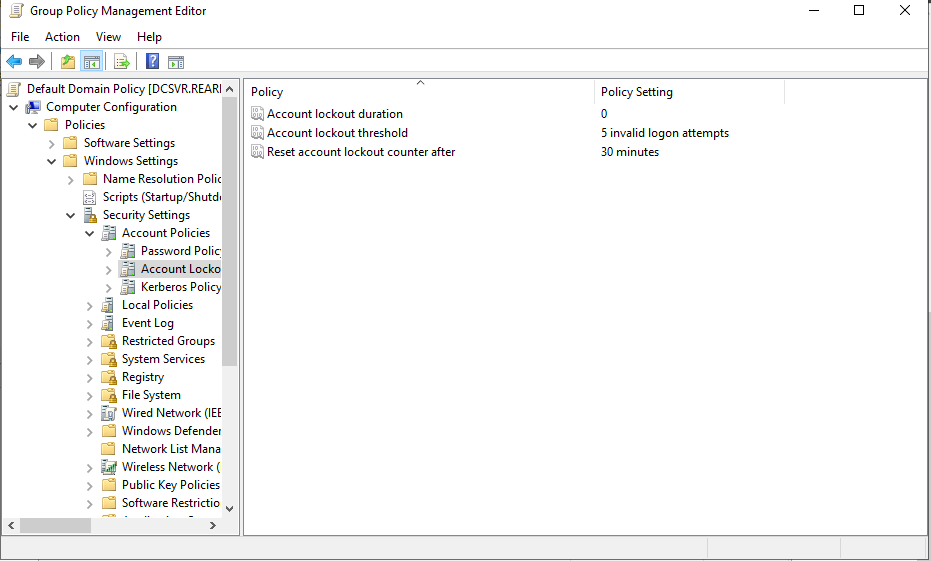 Group Policy Management Editor
File Action View Help
Default Domain Policy [DCSVR.REARI
Computer Configuration
Policies
Software Settings
Windows Settings
Name Resolution Polic
Scripts (Startup/Shutdo
Security Settings
Account Policies
Password Policy
Account Locko
Kerberos Policy
Local Policies
Event Log
Restricted Groups
System Services
Registry
File System
Wired Network (IEE
Windows Defender
Network List Mana
Wireless Network (
Public Key Policies
Software Restrictio
Policy Policy Setting
Account lockout duration 0
Account lockout threshold 5 invalid logon attempts
Reset account lockout counter after 30 minutes